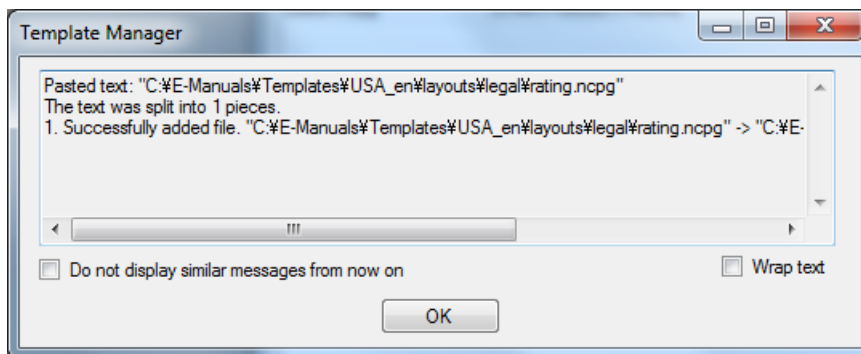 Template Manager
Pasted text: "C:¥E-Manuals¥Templates¥USA_en¥layouts¥legal¥rating.ncpg"
The text was split into 1 pieces.
1. Successfully added file. "C:¥E-Manuals¥Templates¥USA_en¥layouts¥legal¥rating.ncpg" -> "C:¥E-
Do not display similar messages from now on
Wrap text
OK